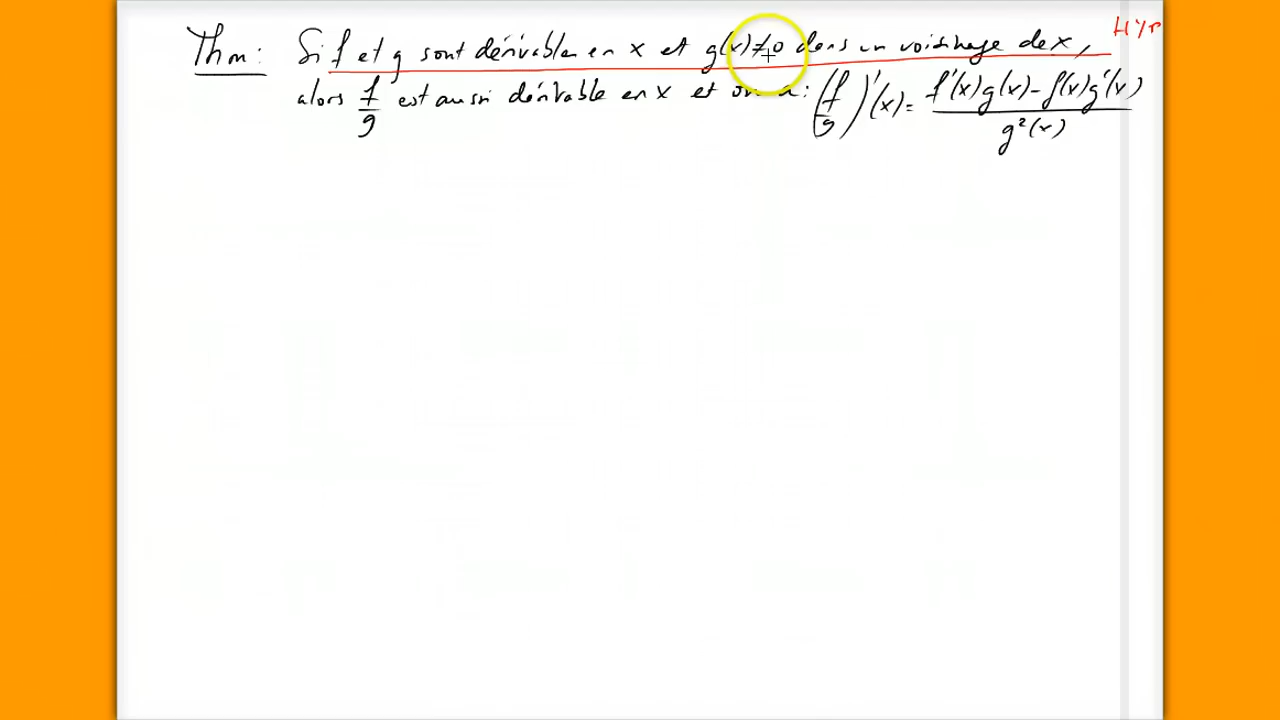 Hyp
Thm: Si f et g sont dérivable en x et g(x)≠0 dans un voisinage de x,
alors f/g est aussi dérivable en x et on a: (f/g)'(x) = (f'(x)g(x) - f(x)g'(x))/g²(x)